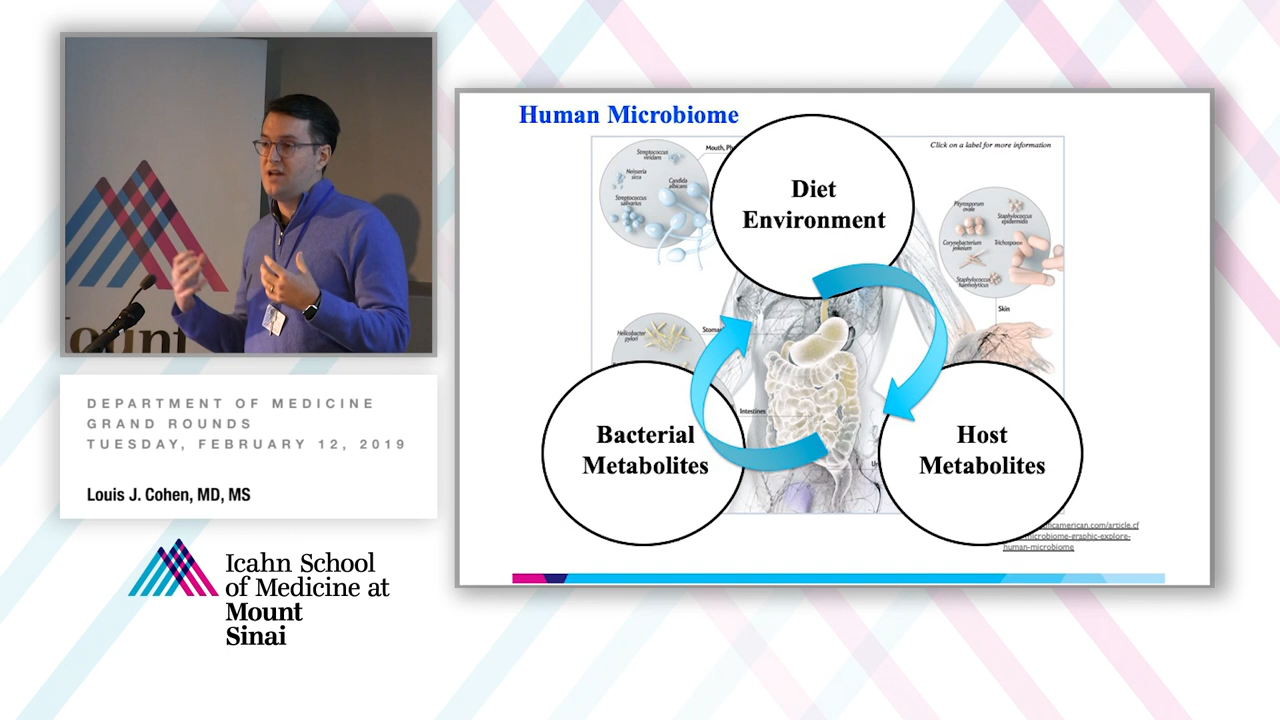 Mount
DEPARTMENT OF MEDICINE
GRAND ROUNDS
TUESDAY, FEBRUARY 12, 2019
Louis J. Cohen, MD, MS
Icahn School
of Medicine at
Mount
Sinai
Human Microbiome
Click on a label for more information
Streptococcus
viridans
Mouth, Ph
Neisseria
sicca
Candida
albicans
Streptococcus
salivarius
Diet
Environment
Pityrosporum
ovale
Staphylococcus
epidermidis
Corynebacterium
jeikeium
Trichosporon
Staphylococcus
haemolyticus
Skin
Helicobacter
pylori
Stomac
Intestines
Bacterial
Metabolites
Host
Metabolites
ificamerican.com/article.cf
microbiome-graphic-explore-
human-microbiome